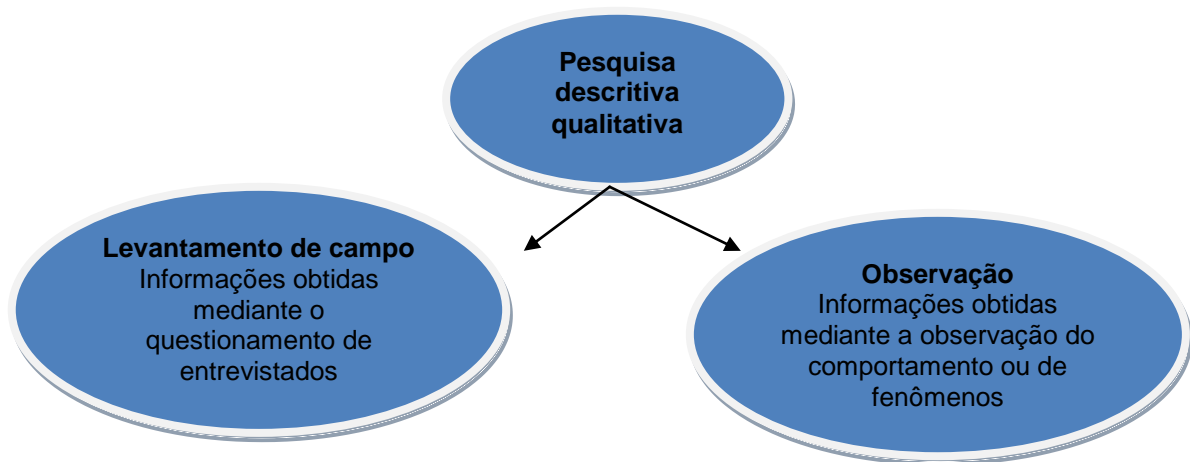 Pesquisa
descritiva
qualitativa
Levantamento de campo
Informações obtidas
mediante o
questionamento de
entrevistados
Observação
Informações obtidas
mediante a observação do
comportamento ou de
fenômenos